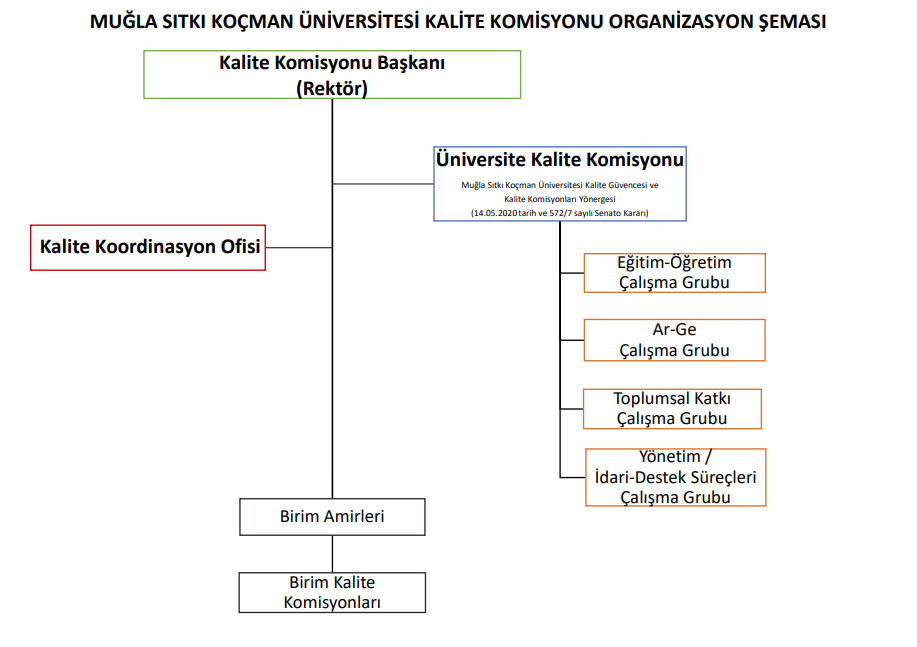 MUĞLA SITKI KOÇMAN ÜNİVERSİTESİ KALİTE KOMİSYONU ORGANİZASYON ŞEMASI
Kalite Komisyonu Başkanı
(Rektör)
Üniversite Kalite Komisyonu
Muğla Sıtkı Koçman Üniversitesi Kalite Güvencesi ve
Kalite Komisyonları Yönergesi
(14.05.2020 tarih ve 572/7 sayılı Senato Kararı)
Kalite Koordinasyon Ofisi
Eğitim-Öğretim
Çalışma Grubu
Ar-Ge
Çalışma Grubu
Toplumsal Katkı
Çalışma Grubu
Yönetim /
İdari-Destek Süreçleri
Çalışma Grubu
Birim Amirleri
Birim Kalite
Komisyonları